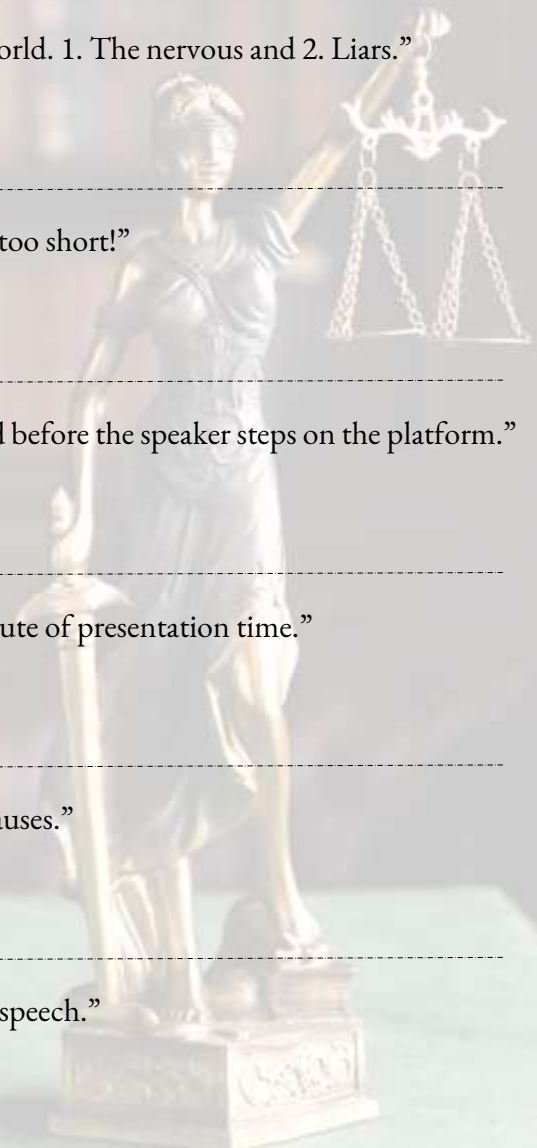 orld. 1. The nervous and 2. Liars.”
too short!”
before the speaker steps on the platform.”
ute of presentation time.”
auses.”
speech.”